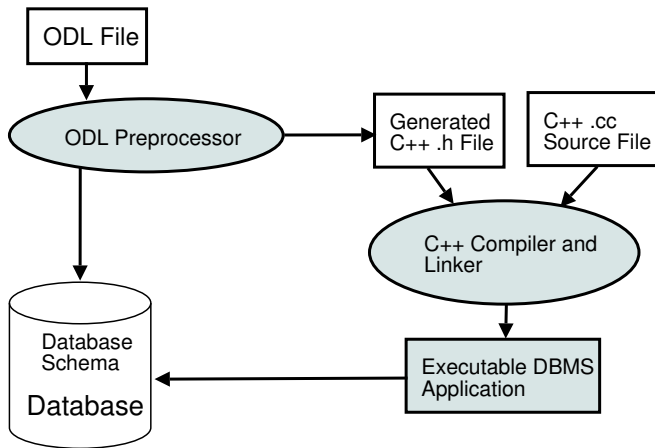 ODL File
ODL Preprocessor
Generated
C++ .h File
C++ .cc
Source File
C++ Compiler and
Linker
Database
Schema
Database
Executable DBMS
Application